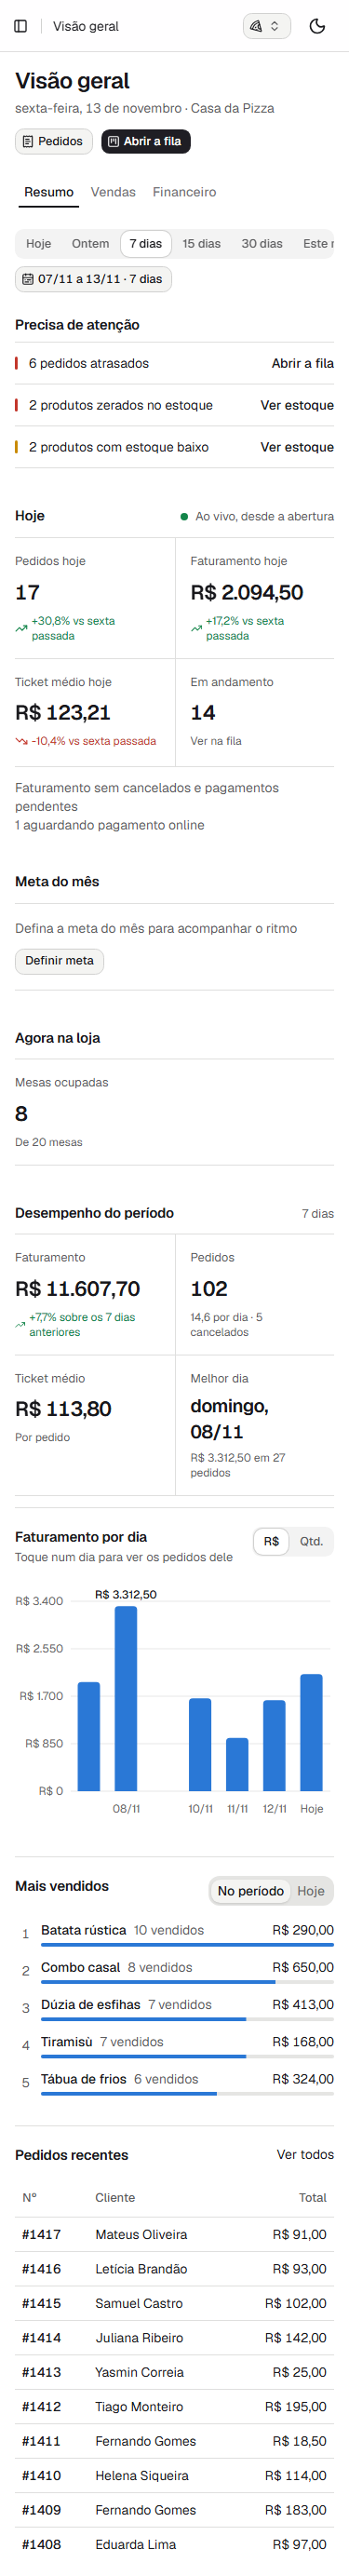 Visão geral
Visão geral
sexta-feira, 13 de novembro · Casa da Pizza
Pedidos
Abrir a fila
Resumo Vendas Financeiro
Hoje Ontem 7 dias 15 dias 30 dias Este
07/11 a 13/11 · 7 dias
Precisa de atenção
6 pedidos atrasados Abrir a fila
2 produtos zerados no estoque Ver estoque
2 produtos com estoque baixo Ver estoque
Hoje Ao vivo, desde a abertura
Pedidos hoje
17
+30,8% vs sexta
passada
Faturamento hoje
R$ 2.094,50
+17,2% vs sexta
passada
Ticket médio hoje
R$ 123,21
-10,4% vs sexta passada
Em andamento
14
Ver na fila
Faturamento sem cancelados e pagamentos
pendentes
1 aguardando pagamento online
Meta do mês
Defina a meta do mês para acompanhar o ritmo
Definir meta
Agora na loja
Mesas ocupadas
8
De 20 mesas
Desempenho do período 7 dias
Faturamento
R$ 11.607,70
+7,7% sobre os 7 dias
anteriores
Pedidos
102
14,6 por dia · 5
cancelados
Ticket médio
R$ 113,80
Por pedido
Melhor dia
domingo,
08/11
R$ 3.312,50 em 27
pedidos
Faturamento por dia
Toque num dia para ver os pedidos dele
R$ Qtd.
R$ 3.312,50
R$ 3.400
R$ 2.550
R$ 1.700
R$ 850
R$ 0
08/11 10/11 11/11 12/11 Hoje
Mais vendidos No período Hoje
1 Batata rústica 10 vendidos R$ 290,00
2 Combo casal 8 vendidos R$ 650,00
3 Dúzia de esfihas 7 vendidos R$ 413,00
4 Tiramisù 7 vendidos R$ 168,00
5 Tábua de frios 6 vendidos R$ 324,00
Pedidos recentes Ver todos
Nº Cliente Total
#1417 Mateus Oliveira R$ 91,00
#1416 Letícia Brandão R$ 93,00
#1415 Samuel Castro R$ 102,00
#1414 Juliana Ribeiro R$ 142,00
#1413 Yasmin Correia R$ 25,00
#1412 Tiago Monteiro R$ 195,00
#1411 Fernando Gomes R$ 18,50
#1410 Helena Siqueira R$ 114,00
#1409 Fernando Gomes R$ 183,00
#1408 Eduarda Lima R$ 97,00